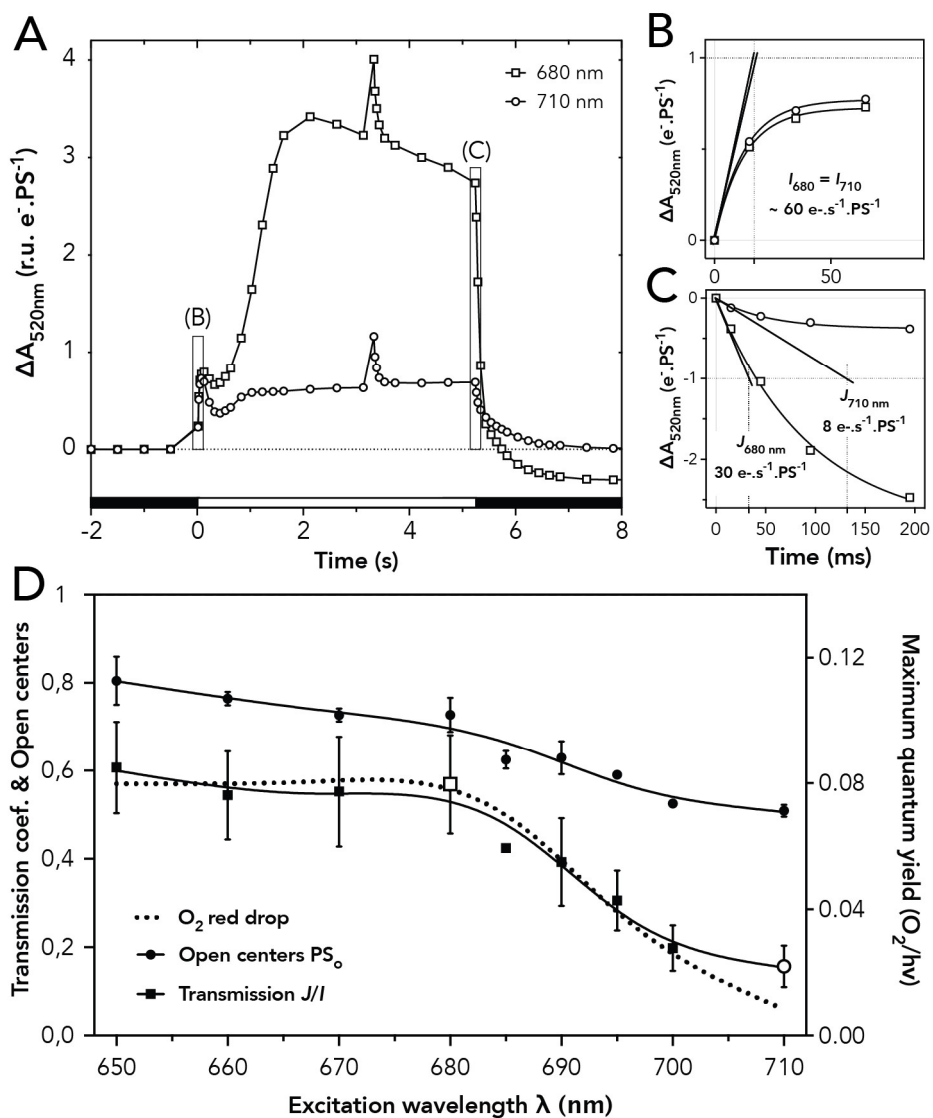 A
B
C
D
ΔA520nm (r.u. e⁻.PS⁻¹)
4
3
2
1
0
680 nm
710 nm
(B)
(C)
-2
0
2
4
6
8
Time (s)
ΔA520nm (e⁻.PS⁻¹)
1
0
I680 = I710
~ 60 e-.s⁻¹.PS⁻¹
0
50
ΔA520nm (e⁻.PS⁻¹)
0
-1
-2
J710 nm
8 e-.s⁻¹.PS⁻¹
J680 nm
30 e-.s⁻¹.PS⁻¹
0
50
100
150
200
Time (ms)
Transmission coef. & Open centers
1
0,8
0,6
0,4
0,2
0,0
O₂ red drop
Open centers PSₒ
Transmission J/I
0.12
0.08
0.04
0.00
Maximum quantum yield (O₂/hv)
650
660
670
680
690
700
710
Excitation wavelength λ (nm)